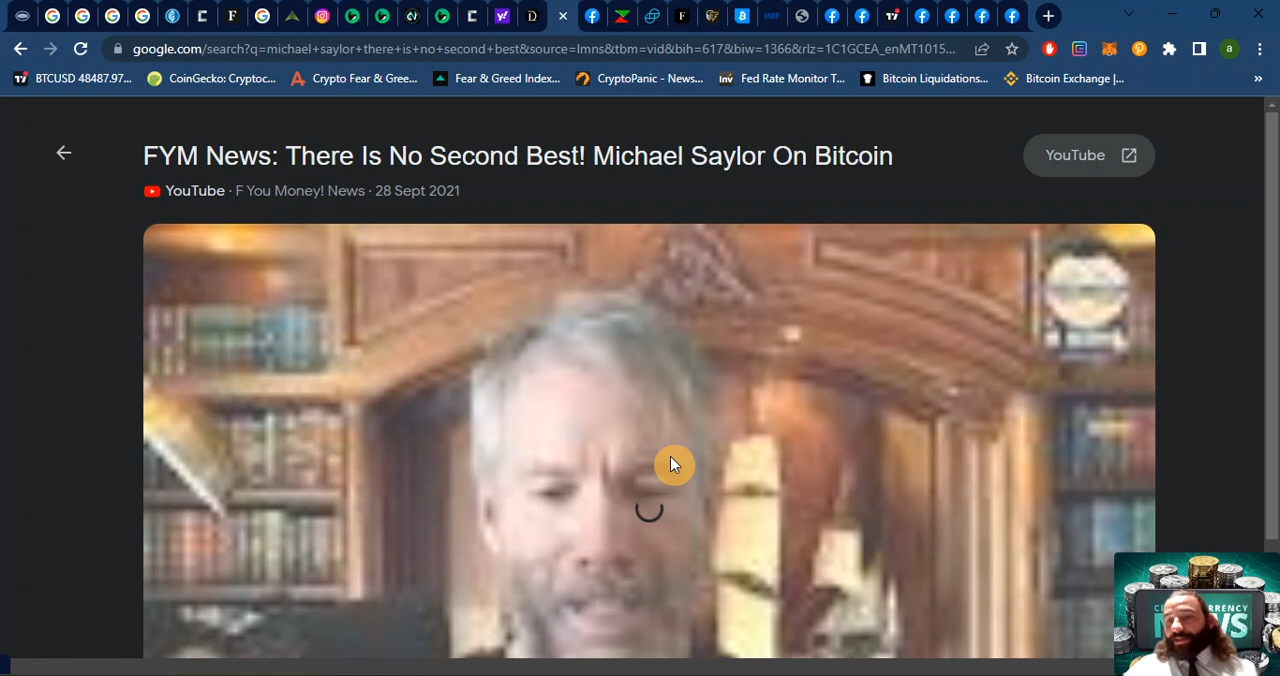 google.com/search?q=michael+saylor+there+is+no+second+best&source=lmns&tbm=vid&bih=617&biw=1366&rlz=1C1GCEA_enMT1015...
BTCUSD 48487.97...
CoinGecko: Cryptoc...
Crypto Fear & Gree...
Fear & Greed Index...
CryptoPanic - News...
Fed Rate Monitor T...
Bitcoin Liquidations...
Bitcoin Exchange |...
FYM News: There Is No Second Best! Michael Saylor On Bitcoin
YouTube
YouTube · F You Money! News · 28 Sept 2021